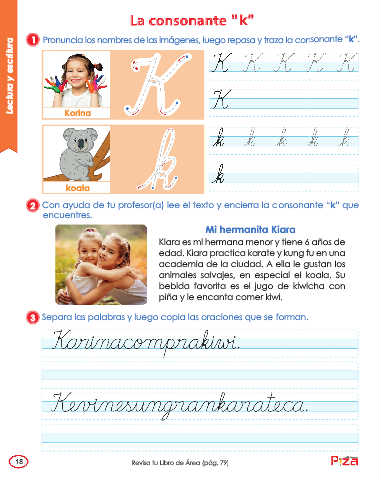 La consonante "k"
Lectura y escritura
1 Pronuncia los nombres de las imágenes, luego repasa y traza la consonante "k".
Korina
K
K K K K K
K
koala
k
k k k k k
k
2 Con ayuda de tu profesor(a) lee el texto y encierra la consonante "k" que
encuentres.
Mi hermanita Kiara
Kiara es mi hermana menor y tiene 6 años de
edad. Kiara practica karate y kung fu en una
academia de la ciudad. A ella le gustan los
animales salvajes, en especial el koala. Su
bebida favorita es el jugo de kiwicha con
piña y le encanta comer kiwi.
3 Separa las palabras y luego copia las oraciones que se forman.
Karinacomprakiwi.
Kevinesungrankarateca.
18
Revisa tu Libro de Área (pág. 79)
Piza